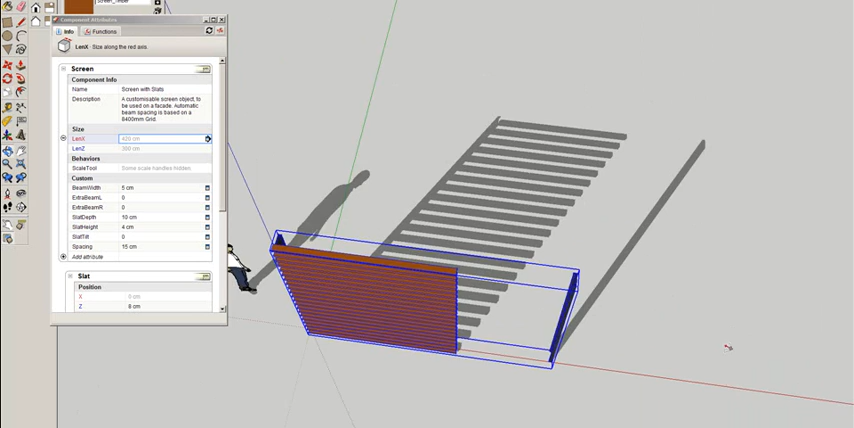 Screen_Timber
Component Attributes
Info
Functions
LenX - Size along the red axis.
Screen
Component Info
Name Screen with Slats
Description A customisable screen object, to
be used on a facade. Automatic
beam spacing is based on a
8400mm Grid.
Size
LenX 420 cm
LenZ 300 cm
Behaviors
ScaleTool Some scale handles hidden.
Custom
BeamWidth 5 cm
ExtraBeamL 0
ExtraBeamR 0
SlatDepth 10 cm
SlatHeight 4 cm
SlatTilt 0
Spacing 15 cm
Add attribute
Slat
Position
X 0 cm
Z 8 cm